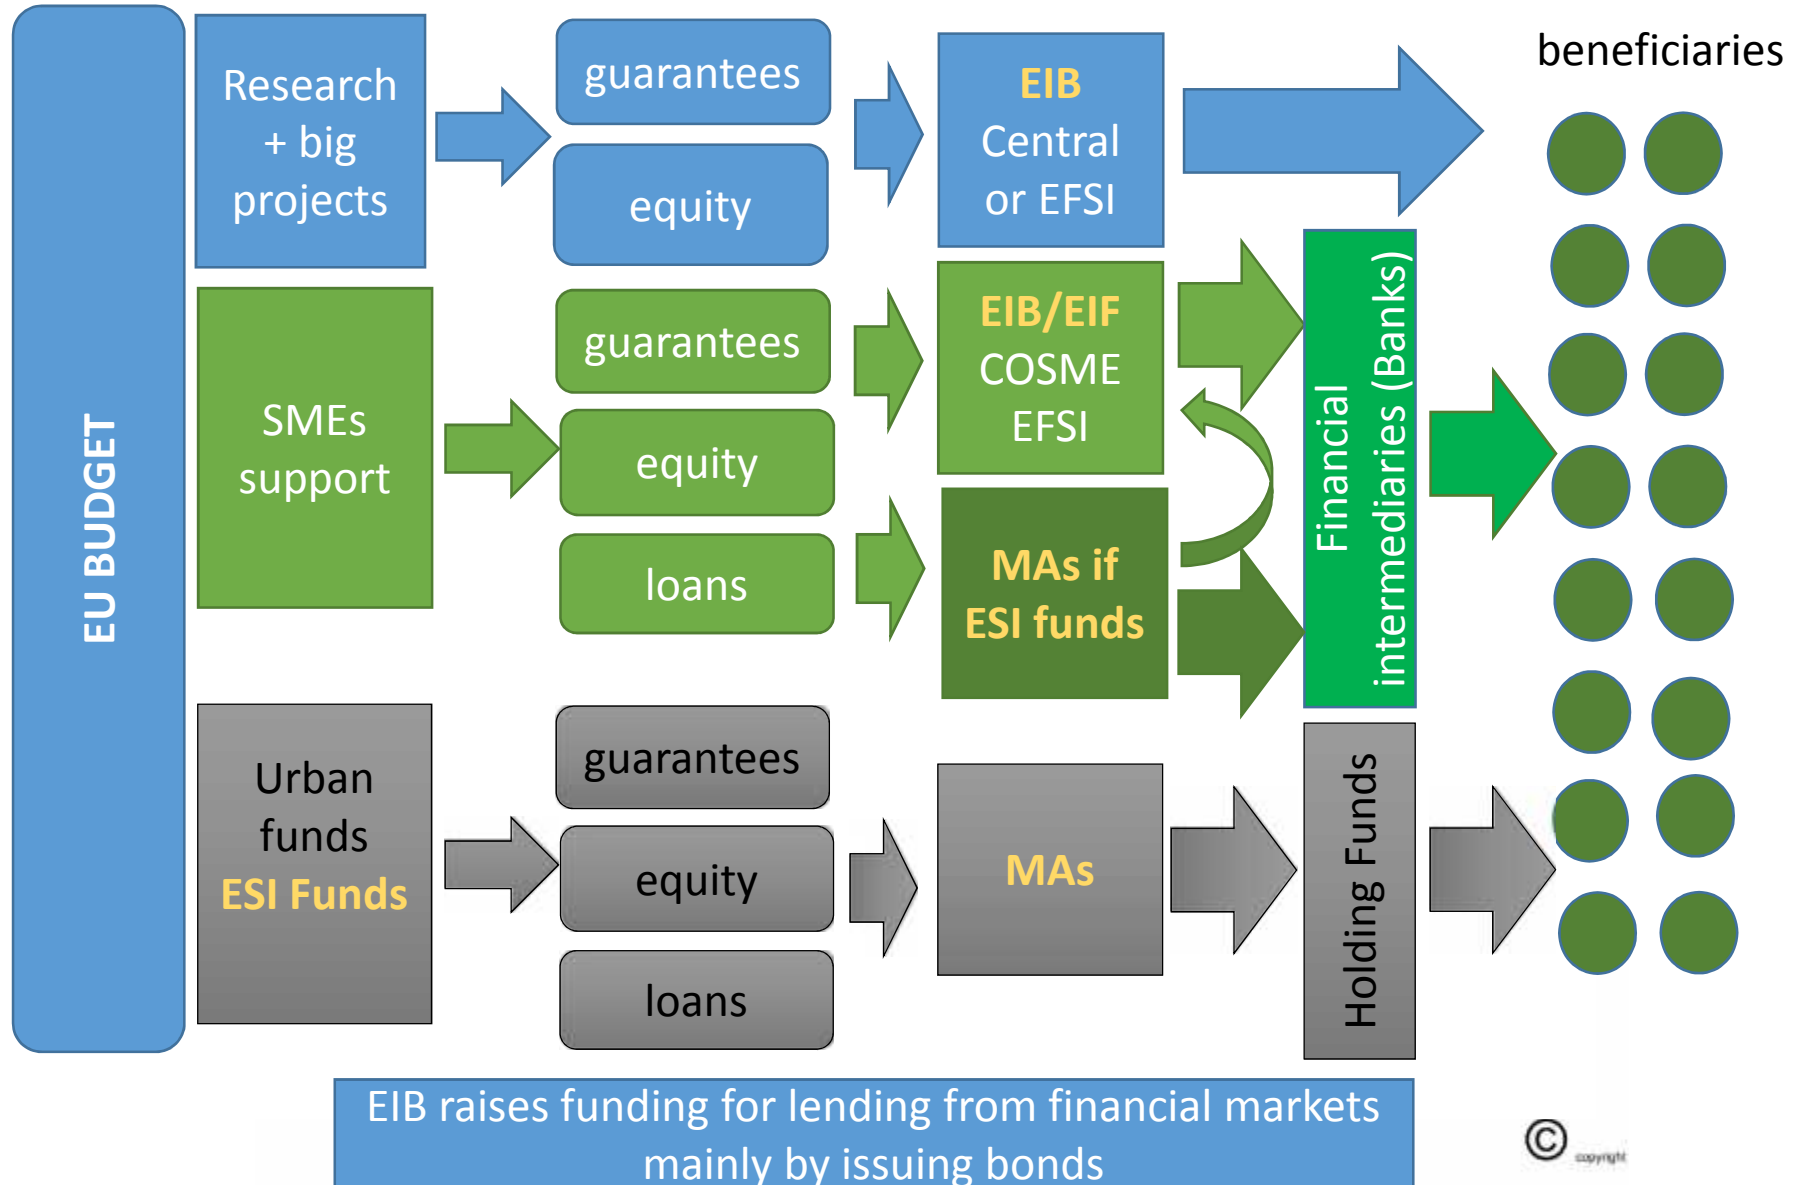 beneficiaries
EU BUDGET
Research
+ big
projects
guarantees
equity
EIB
Central
or EFSI
SMEs
support
guarantees
equity
loans
EIB/EIF
COSME
EFSI
MAs if
ESI funds
Financial
intermediaries (Banks)
Urban
funds
ESI Funds
guarantees
equity
loans
MAs
Holding Funds
EIB raises funding for lending from financial markets
mainly by issuing bonds
© copyright